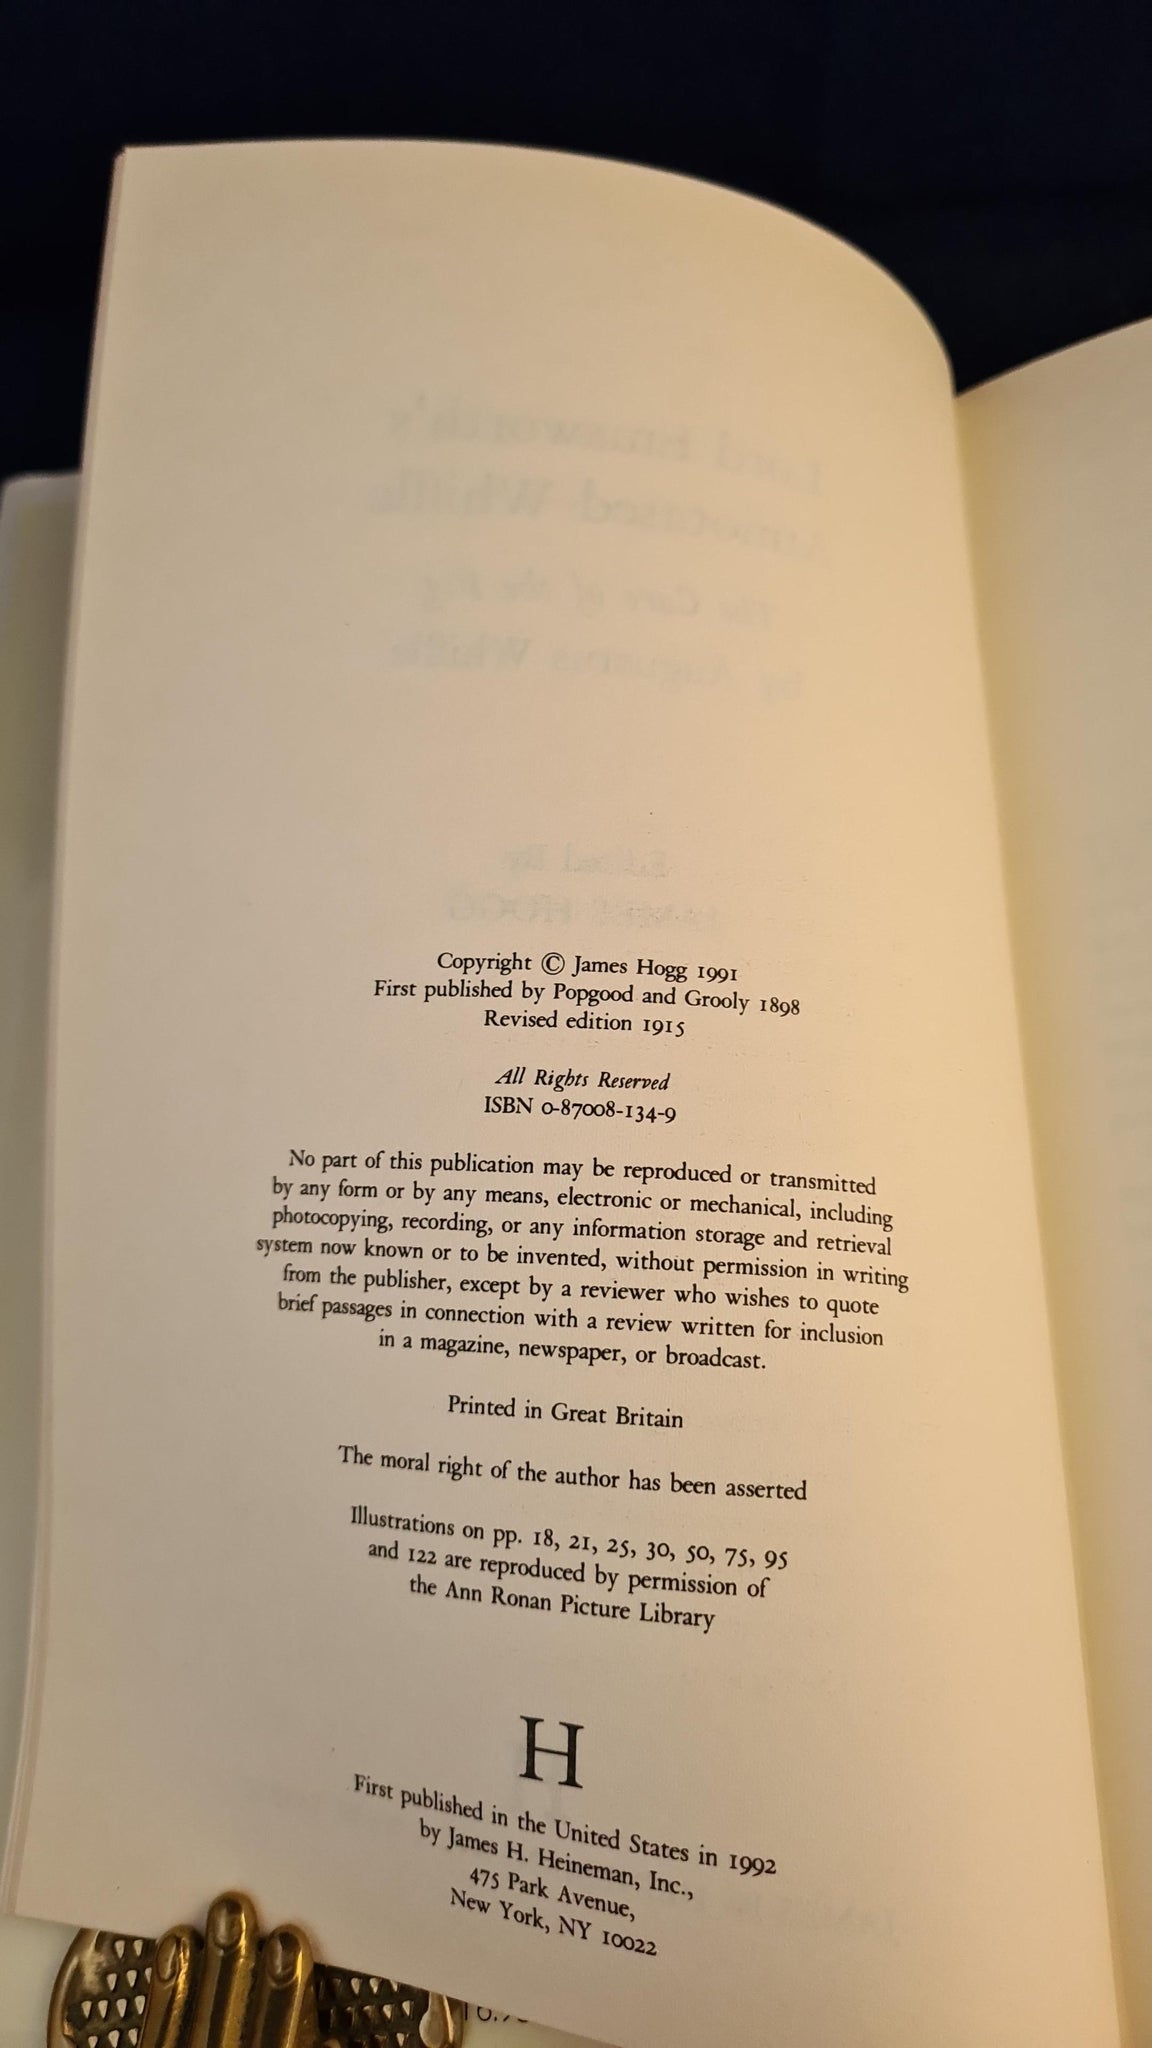 Copyright © James Hogg 1991
First published by Popgood and Grooly 1898
Revised edition 1915
All Rights Reserved
ISBN 0-87008-134-9
No part of this publication may be reproduced or transmitted
by any form or by any means, electronic or mechanical, including
photocopying, recording, or any information storage and retrieval
system now known or to be invented, without permission in writing
from the publisher, except by a reviewer who wishes to quote
brief passages in connection with a review written for inclusion
in a magazine, newspaper, or broadcast.
Printed in Great Britain
The moral right of the author has been asserted
Illustrations on pp. 18, 21, 25, 30, 50, 75, 95
and 122 are reproduced by permission of
the Ann Ronan Picture Library
H
First published in the United States in 1992
by James H. Heineman, Inc.,
475 Park Avenue,
New York, NY 10022